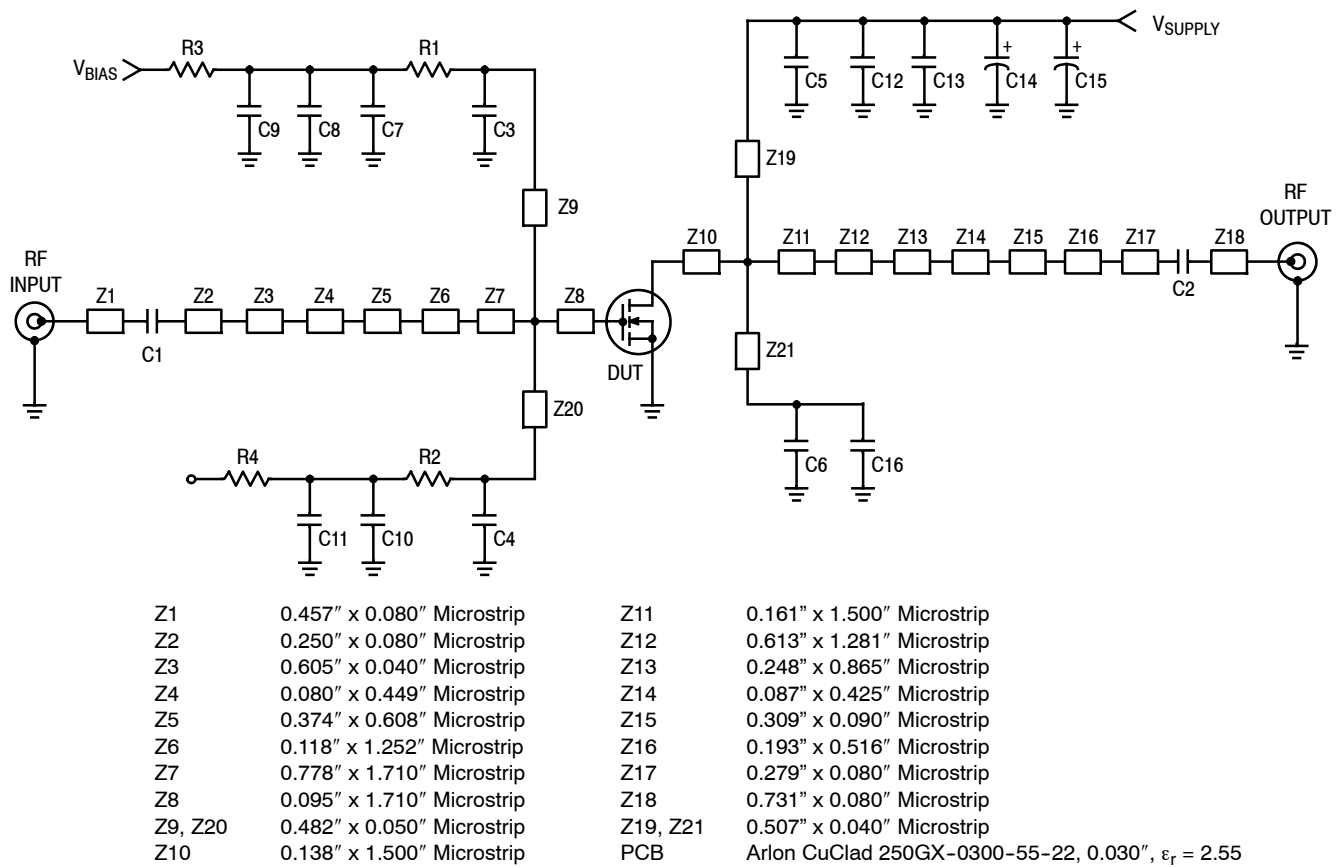 V_SUPPLY
R3 R1
V_BIAS
C5 C12 + C13 + C14 C15
C9 C8 C7 C3
Z19
Z9
RF
OUTPUT
Z10 Z11 Z12 Z13 Z14 Z15 Z16 Z17 Z18
RF
INPUT
Z1 Z2 Z3 Z4 Z5 Z6 Z7 Z8
C2
C1
DUT
Z21
Z20
R4 R2
C6 C16
C11 C10 C4
Z1 0.457″ x 0.080″ Microstrip
Z2 0.250″ x 0.080″ Microstrip
Z3 0.605″ x 0.040″ Microstrip
Z4 0.080″ x 0.449″ Microstrip
Z5 0.374″ x 0.608″ Microstrip
Z6 0.118″ x 1.252″ Microstrip
Z7 0.778″ x 1.710″ Microstrip
Z8 0.095″ x 1.710″ Microstrip
Z9, Z20 0.482″ x 0.050″ Microstrip
Z10 0.138″ x 1.500″ Microstrip
Z11 0.161” x 1.500″ Microstrip
Z12 0.613” x 1.281″ Microstrip
Z13 0.248” x 0.865″ Microstrip
Z14 0.087” x 0.425″ Microstrip
Z15 0.309” x 0.090″ Microstrip
Z16 0.193” x 0.516″ Microstrip
Z17 0.279” x 0.080″ Microstrip
Z18 0.731” x 0.080″ Microstrip
Z19, Z21 0.507” x 0.040″ Microstrip
PCB Arlon CuClad 250GX-0300-55-22, 0.030″, εr = 2.55